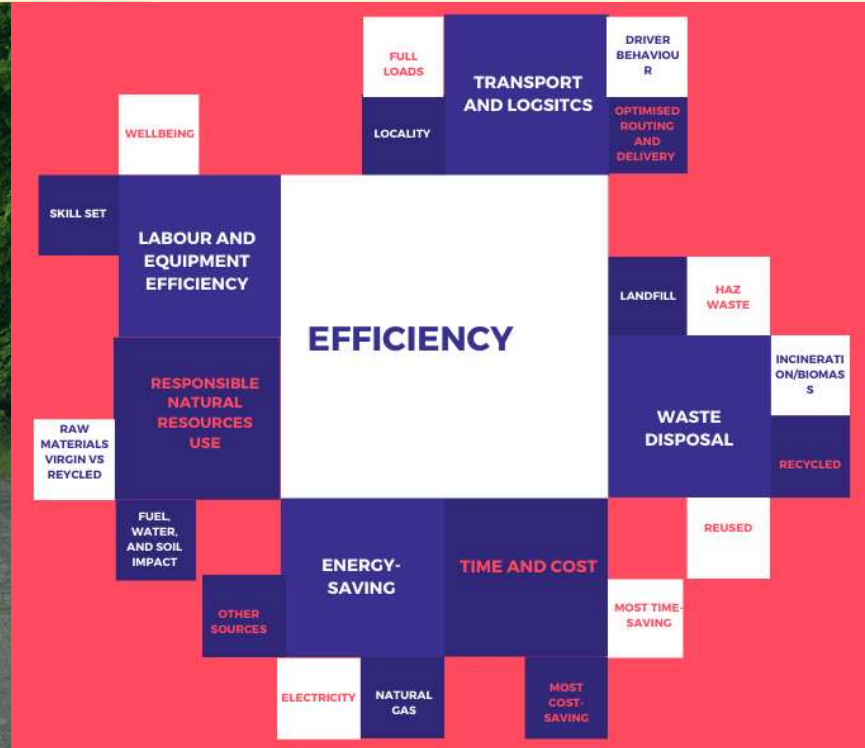 FULL
LOADS
TRANSPORT
AND LOGSITCS
DRIVER
BEHAVIOU
R
LOCALITY
OPTIMISED
ROUTING
AND
DELIVERY
WELLBEING
SKILL SET
LABOUR AND
EQUIPMENT
EFFICIENCY
EFFICIENCY
LANDFILL
HAZ
WASTE
RESPONSIBLE
NATURAL
RESOURCES
USE
INCINERATI
ON/BIOMAS
S
WASTE
DISPOSAL
RAW
MATERIALS
VIRGIN VS
REYCLED
RECYCLED
FUEL,
WATER,
AND SOIL
IMPACT
ENERGY-
SAVING
TIME AND COST
REUSED
OTHER
SOURCES
MOST TIME-
SAVING
ELECTRICITY
NATURAL
GAS
MOST
COST-
SAVING